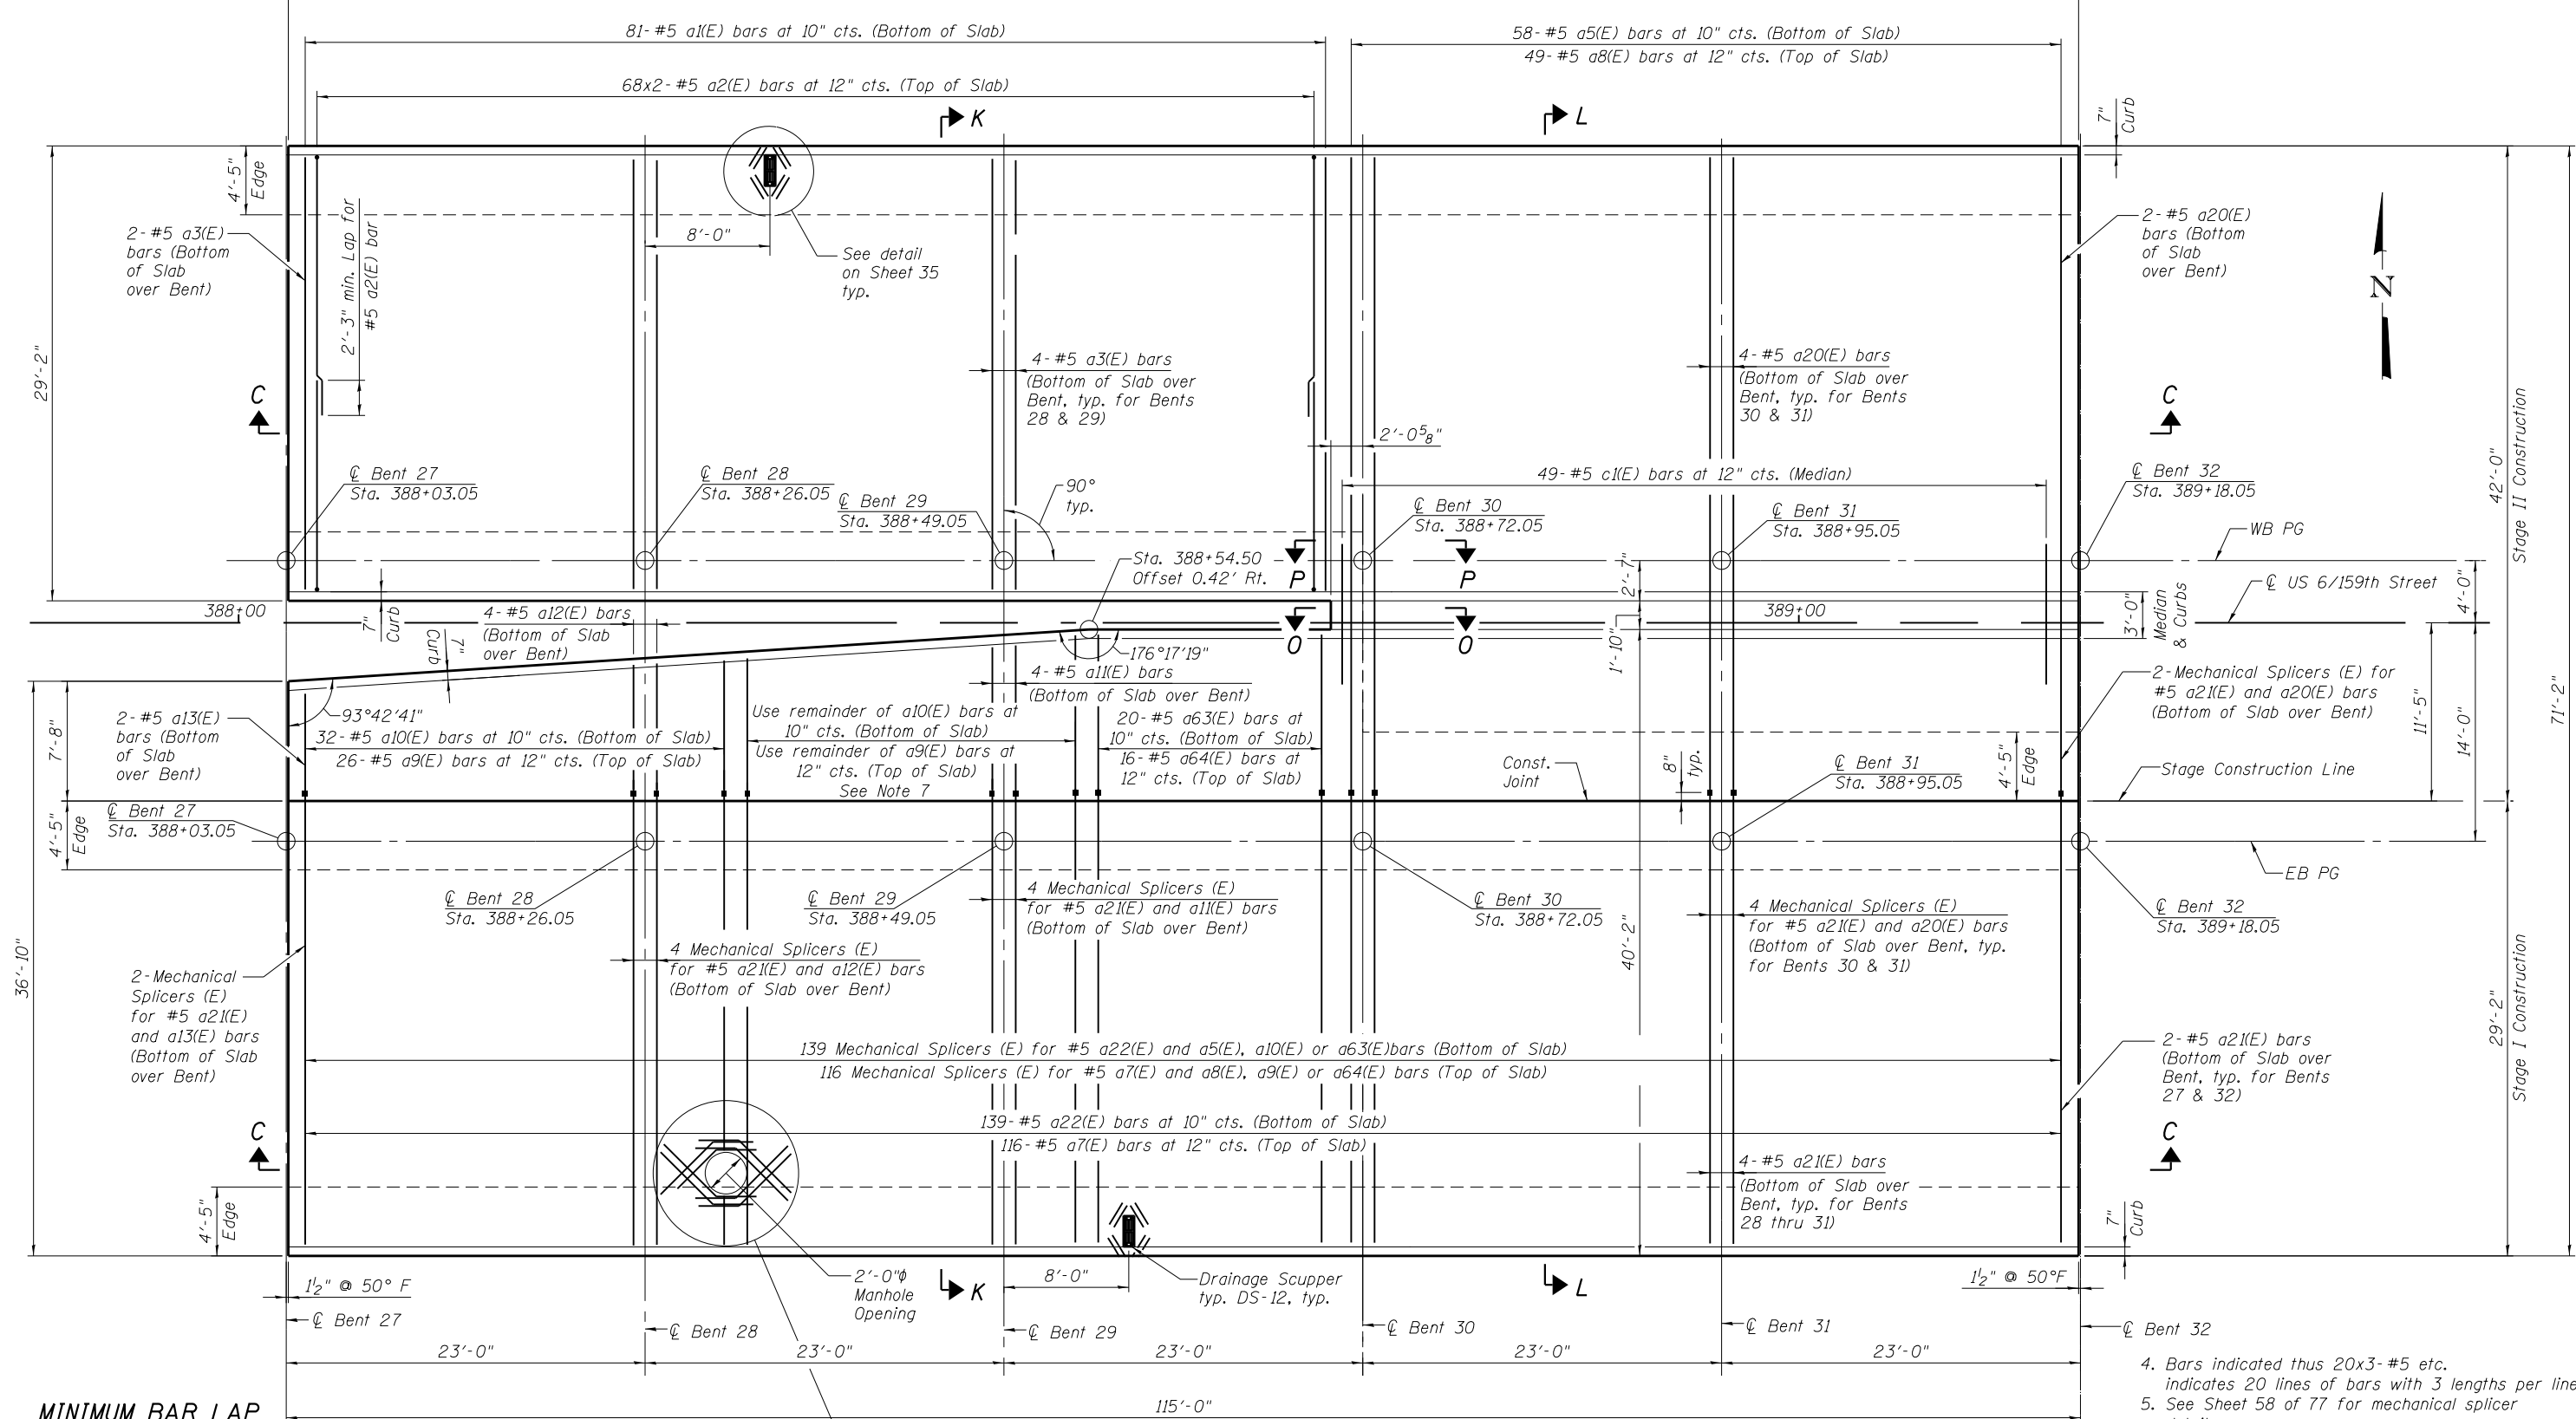 81-#5 a1(E) bars at 10" cts. (Bottom of Slab)
58-#5 a5(E) bars at 10" cts. (Bottom of Slab)
49-#5 a8(E) bars at 12" cts. (Top of Slab)
68x2-#5 a2(E) bars at 12" cts. (Top of Slab)
K
L
7"
Curb
4'-5"
Edge
2-#5 a3(E)
bars (Bottom
of Slab
over Bent)
2'-3" min. Lap for
#5 a2(E) bar
8'-0"
See detail
on Sheet 35
typ.
2-#5 a20(E)
bars (Bottom
of Slab
over Bent)
N
29'-2"
4-#5 a3(E) bars
(Bottom of Slab over
Bent, typ. for Bents
28 & 29)
4-#5 a20(E) bars
(Bottom of Slab over
Bent, typ. for Bents
30 & 31)
C
C
2'-0 5/8"
42'-0"
Stage II Construction
℄ Bent 27
Sta. 388+03.05
℄ Bent 28
Sta. 388+26.05
℄ Bent 29
Sta. 388+49.05
90°
typ.
49-#5 c1(E) bars at 12" cts. (Median)
℄ Bent 30
Sta. 388+72.05
℄ Bent 31
Sta. 388+95.05
℄ Bent 32
Sta. 389+18.05
WB PG
Sta. 388+54.50
Offset 0.42' Rt.
P
P
2'-7"
℄ US 6/159th Street
4'-0"
388+00
7"
Curb
4-#5 a12(E) bars
(Bottom of Slab
over Bent)
7"
Curb
O
O
389+00
3'-0"
Median
& Curbs
1'-10"
176°17'19"
4-#5 a11(E) bars
(Bottom of Slab over Bent)
2-Mechanical Splicers (E) for
#5 a21(E) and a20(E) bars
(Bottom of Slab over Bent)
11'-5"
14'-0"
71'-2"
7'-8"
2-#5 a13(E)
bars (Bottom
of Slab
over Bent)
93°42'41"
32-#5 a10(E) bars at 10" cts. (Bottom of Slab)
26-#5 a9(E) bars at 12" cts. (Top of Slab)
Use remainder of a10(E) bars at
10" cts. (Bottom of Slab)
Use remainder of a9(E) bars at
12" cts. (Top of Slab)
See Note 7
20-#5 a63(E) bars at
10" cts. (Bottom of Slab)
16-#5 a64(E) bars at
12" cts. (Top of Slab)
Const.
Joint
8"
typ.
℄ Bent 31
Sta. 388+95.05
4'-5"
Edge
Stage Construction Line
4'-5"
Edge
℄ Bent 27
Sta. 388+03.05
EB PG
℄ Bent 28
Sta. 388+26.05
℄ Bent 29
Sta. 388+49.05
4 Mechanical Splicers (E)
for #5 a21(E) and a11(E) bars
(Bottom of Slab over Bent)
℄ Bent 30
Sta. 388+72.05
4 Mechanical Splicers (E)
for #5 a21(E) and a20(E) bars
(Bottom of Slab over Bent, typ.
for Bents 30 & 31)
℄ Bent 32
Sta. 389+18.05
36'-10"
4 Mechanical Splicers (E)
for #5 a21(E) and a12(E) bars
(Bottom of Slab over Bent)
40'-2"
2-Mechanical
Splicers (E)
for #5 a21(E)
and a13(E) bars
(Bottom of Slab
over Bent)
29'-2"
Stage I Construction
139 Mechanical Splicers (E) for #5 a22(E) and a5(E), a10(E) or a63(E)bars (Bottom of Slab)
116 Mechanical Splicers (E) for #5 a7(E) and a8(E), a9(E) or a64(E) bars (Top of Slab)
2-#5 a21(E) bars
(Bottom of Slab over
Bent, typ. for Bents
27 & 32)
139-#5 a22(E) bars at 10" cts. (Bottom of Slab)
116-#5 a7(E) bars at 12" cts. (Top of Slab)
C
C
4-#5 a21(E) bars
(Bottom of Slab over
Bent, typ. for Bents
28 thru 31)
4'-5"
Edge
7"
Curb
1 1/2" @ 50° F
2'-0"ϕ
Manhole
Opening
K
8'-0"
Drainage Scupper
typ. DS-12, typ.
L
1 1/2" @ 50°F
℄ Bent 27
℄ Bent 28
℄ Bent 29
℄ Bent 30
℄ Bent 31
℄ Bent 32
23'-0"
23'-0"
23'-0"
23'-0"
23'-0"
115'-0"
MINIMUM BAR LAP
4. Bars indicated thus 20x3-#5 etc.
indicates 20 lines of bars with 3 lengths per line
5. See Sheet 58 of 77 for mechanical splicer